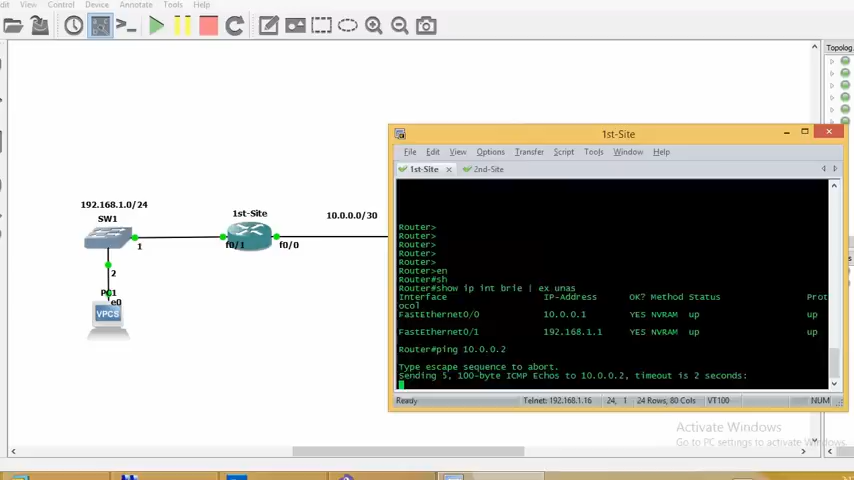 dit View Control Device Annotate Tools Help
Topolog
192.168.1.0/24
SW1
1
2
PC1
e0
VPCS
1st-Site
f0/1
f0/0
10.0.0.0/30
1st-Site
File Edit View Options Transfer Script Tools Window Help
1st-Site 2nd-Site
Router>
Router>
Router>
Router>
Router>
Router>en
Router#sh
Router#show ip int brie | ex unas
Interface IP-Address OK? Method Status Prot
ocol
FastEthernet0/0 10.0.0.1 YES NVRAM up up
FastEthernet0/1 192.168.1.1 YES NVRAM up up
Router#ping 10.0.0.2
Type escape sequence to abort.
Sending 5, 100-byte ICMP Echos to 10.0.0.2, timeout is 2 seconds:
Ready Telnet: 192.168.1.16 24, 1 24 Rows, 80 Cols VT100 NUM
Activate Windows
Go to PC settings to activate Windows.